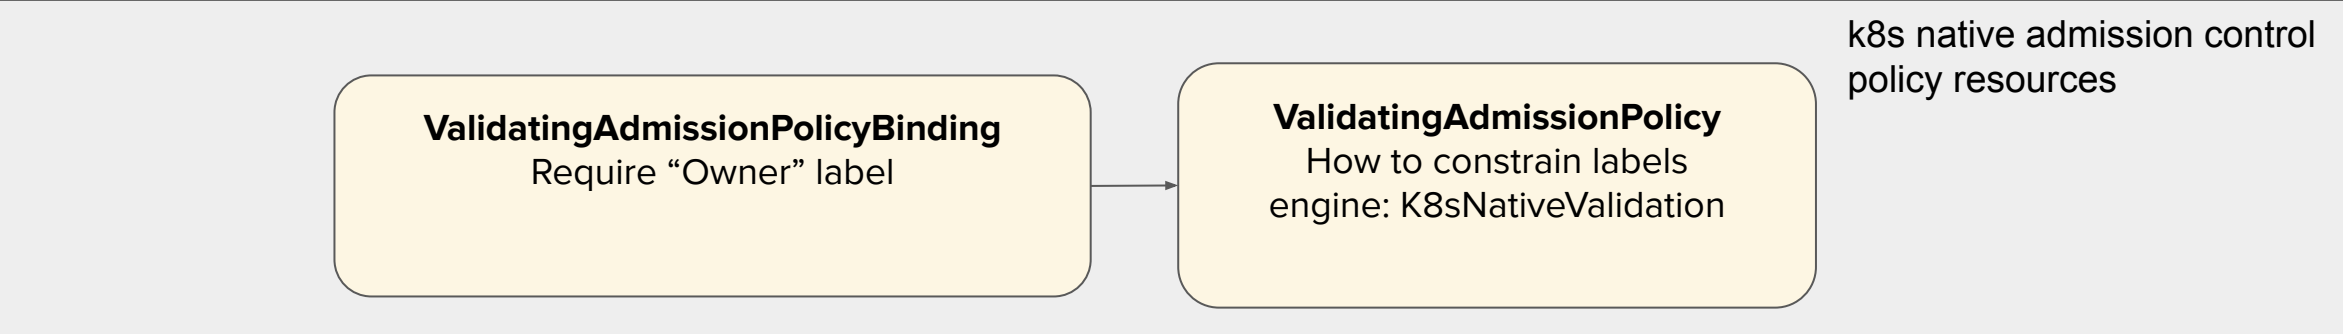 k8s native admission control
policy resources
ValidatingAdmissionPolicyBinding
Require “Owner” label
ValidatingAdmissionPolicy
How to constrain labels
engine: K8sNativeValidation